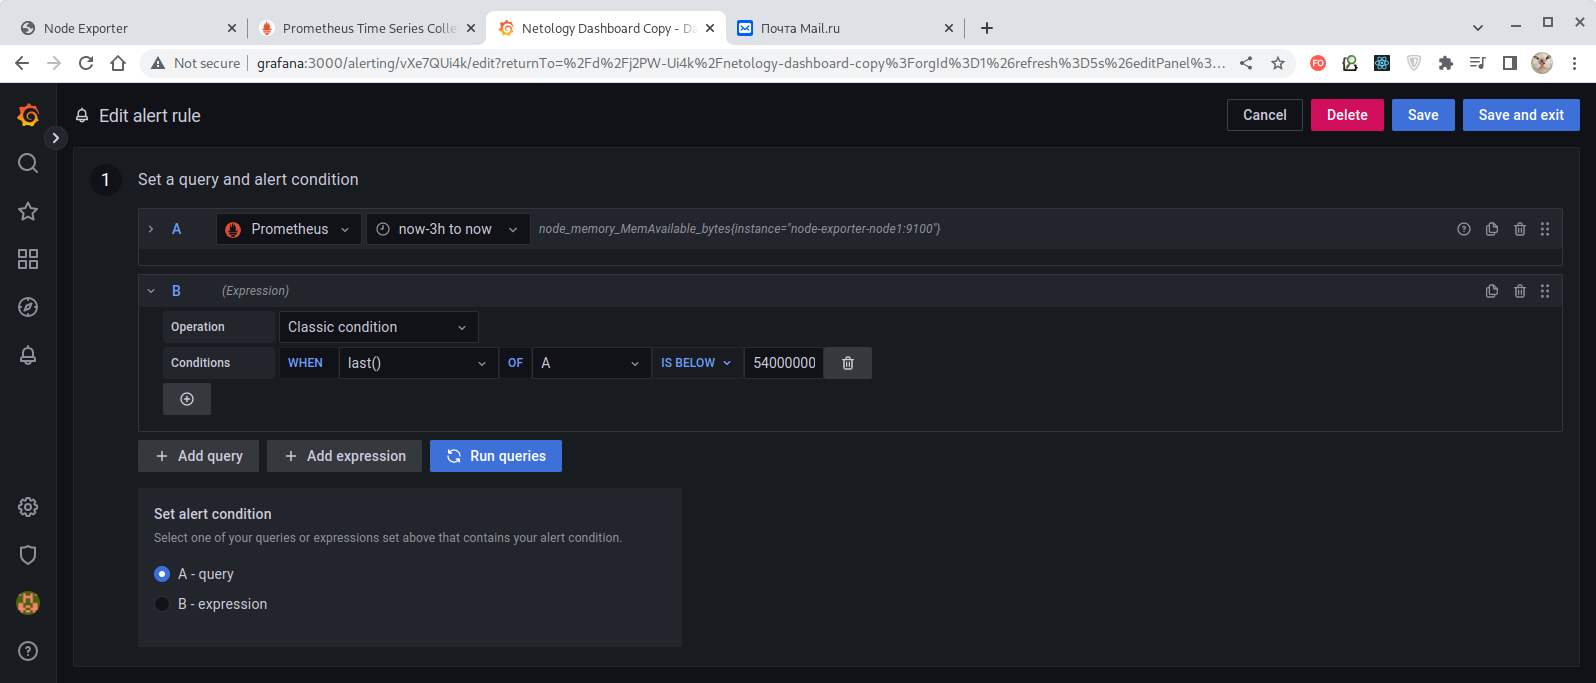 Node Exporter
Prometheus Time Series Colle
Netology Dashboard Copy - Da
Почта Mail.ru
Not secure
grafana:3000/alerting/vXe7QUi4k/edit?returnTo=%2Fd%2Fj2PW-Ui4k%2Fnetology-dashboard-copy%3ForgId%3D1%26refresh%3D5s%26editPanel%3...
FO
Edit alert rule
Cancel
Delete
Save
Save and exit
1
Set a query and alert condition
A
Prometheus
now-3h to now
node_memory_MemAvailable_bytes{instance="node-exporter-node1:9100"}
B
(Expression)
Operation
Classic condition
Conditions
WHEN
last()
OF
A
IS BELOW
54000000
Add query
Add expression
Run queries
Set alert condition
Select one of your queries or expressions set above that contains your alert condition.
A - query
B - expression